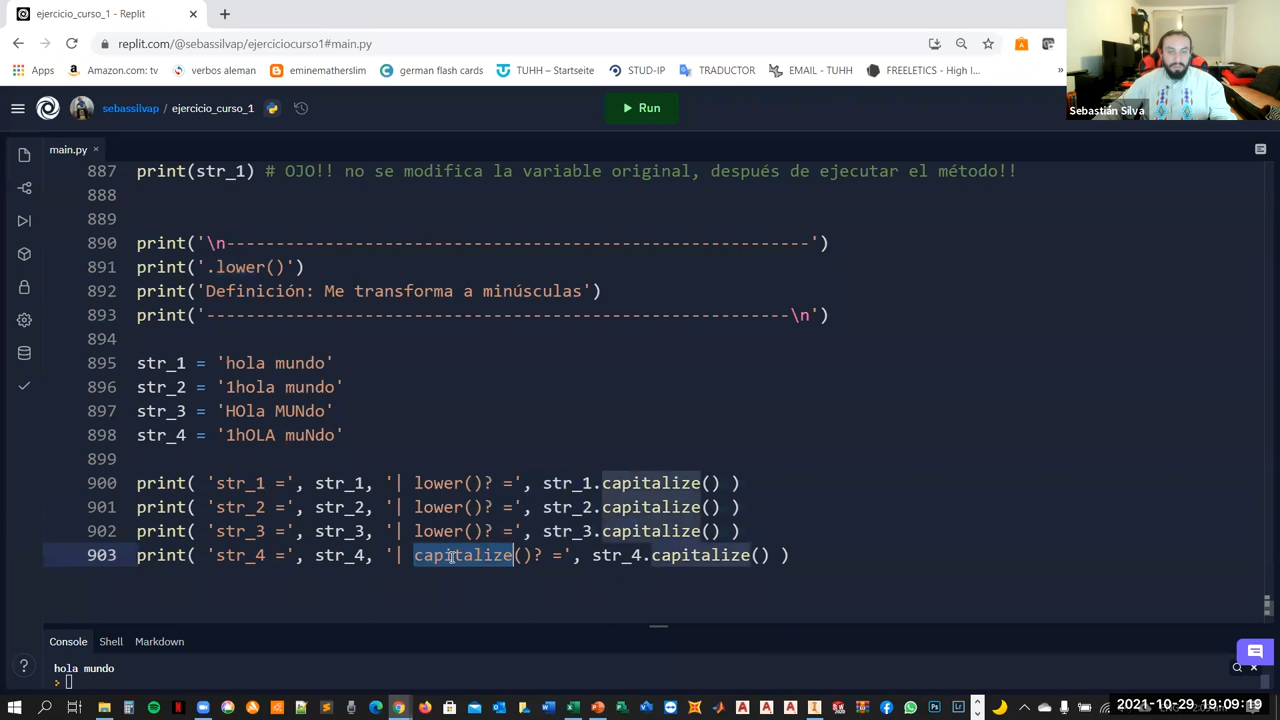 ejercicio_curso_1 - Replit
replit.com/@sebassilvap/ejerciciocurso1#main.py
Apps
Amazon.com: tv
verbos aleman
eminematherslim
german flash card
TUHH – Startseite
STUD-IP
TRADUCTOR
EMAIL - TUHH
FREELETICS - High I...
»
Sebastián Silva
sebassilvap / ejercicio_curso_1
Run
main.py
887 print(str_1) # OJO!! no se modifica la variable original, después de ejecutar el método!!
888
889
890 print('\n-----------------------------------------------------------')
891 print('.lower()')
892 print('Definición: Me transforma a minúsculas')
893 print('-----------------------------------------------------------\n')
894
895 str_1 = 'hola mundo'
896 str_2 = '1hola mundo'
897 str_3 = 'HOla MUNdo'
898 str_4 = '1hOLA muNdo'
899
900 print( 'str_1 =', str_1, '| lower()? =', str_1.capitalize() )
901 print( 'str_2 =', str_2, '| lower()? =', str_2.capitalize() )
902 print( 'str_3 =', str_3, '| lower()? =', str_3.capitalize() )
903 print( 'str_4 =', str_4, '| capitalize()? =', str_4.capitalize() )
Console
Shell
Markdown
hola mundo
2021-10-29 19:09:19